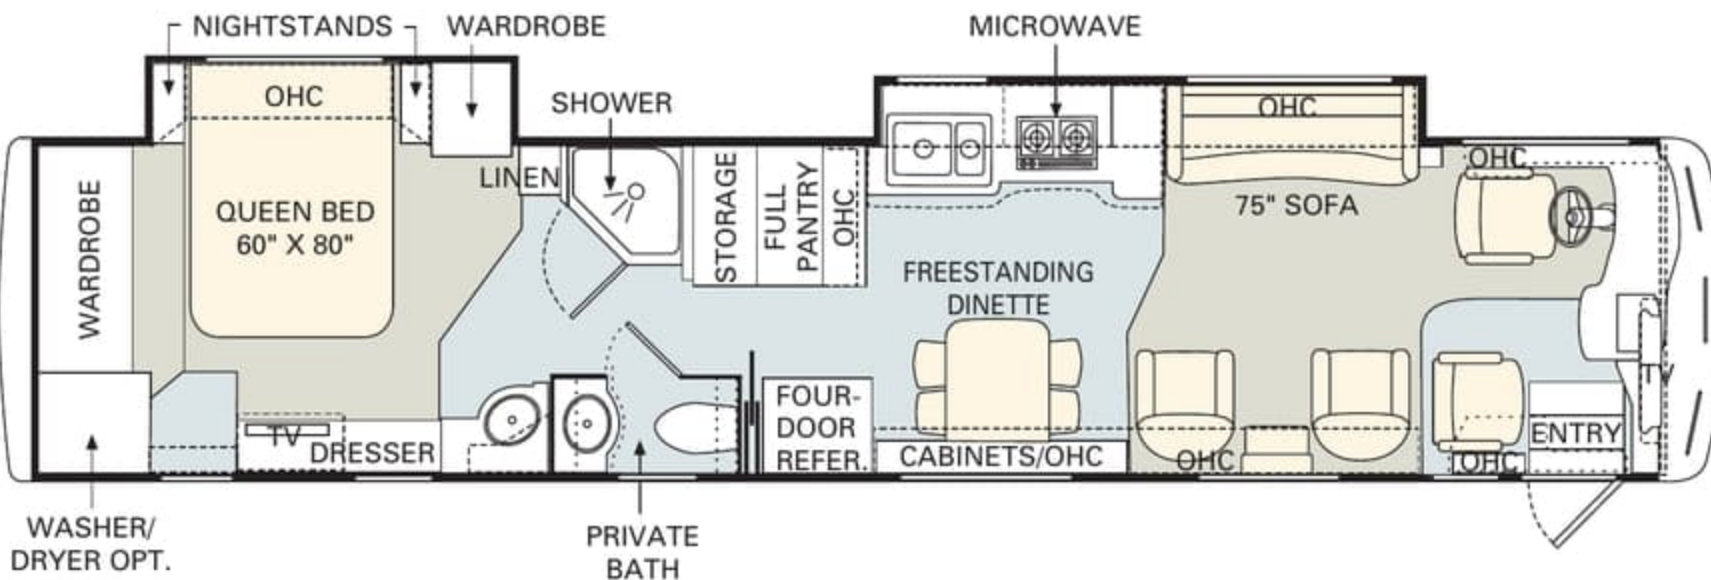 NIGHTSTANDS
WARDROBE
MICROWAVE
OHC
SHOWER
OHC
LINEN
OHC
WARDROBE
QUEEN BED
60" X 80"
STORAGE
FULL
PANTRY
OHC
75" SOFA
FREESTANDING
DINETTE
TV
TV
DRESSER
FOUR-
DOOR
REFER.
CABINETS/OHC
OHC
ENTRY
OHC
WASHER/
DRYER OPT.
PRIVATE
BATH